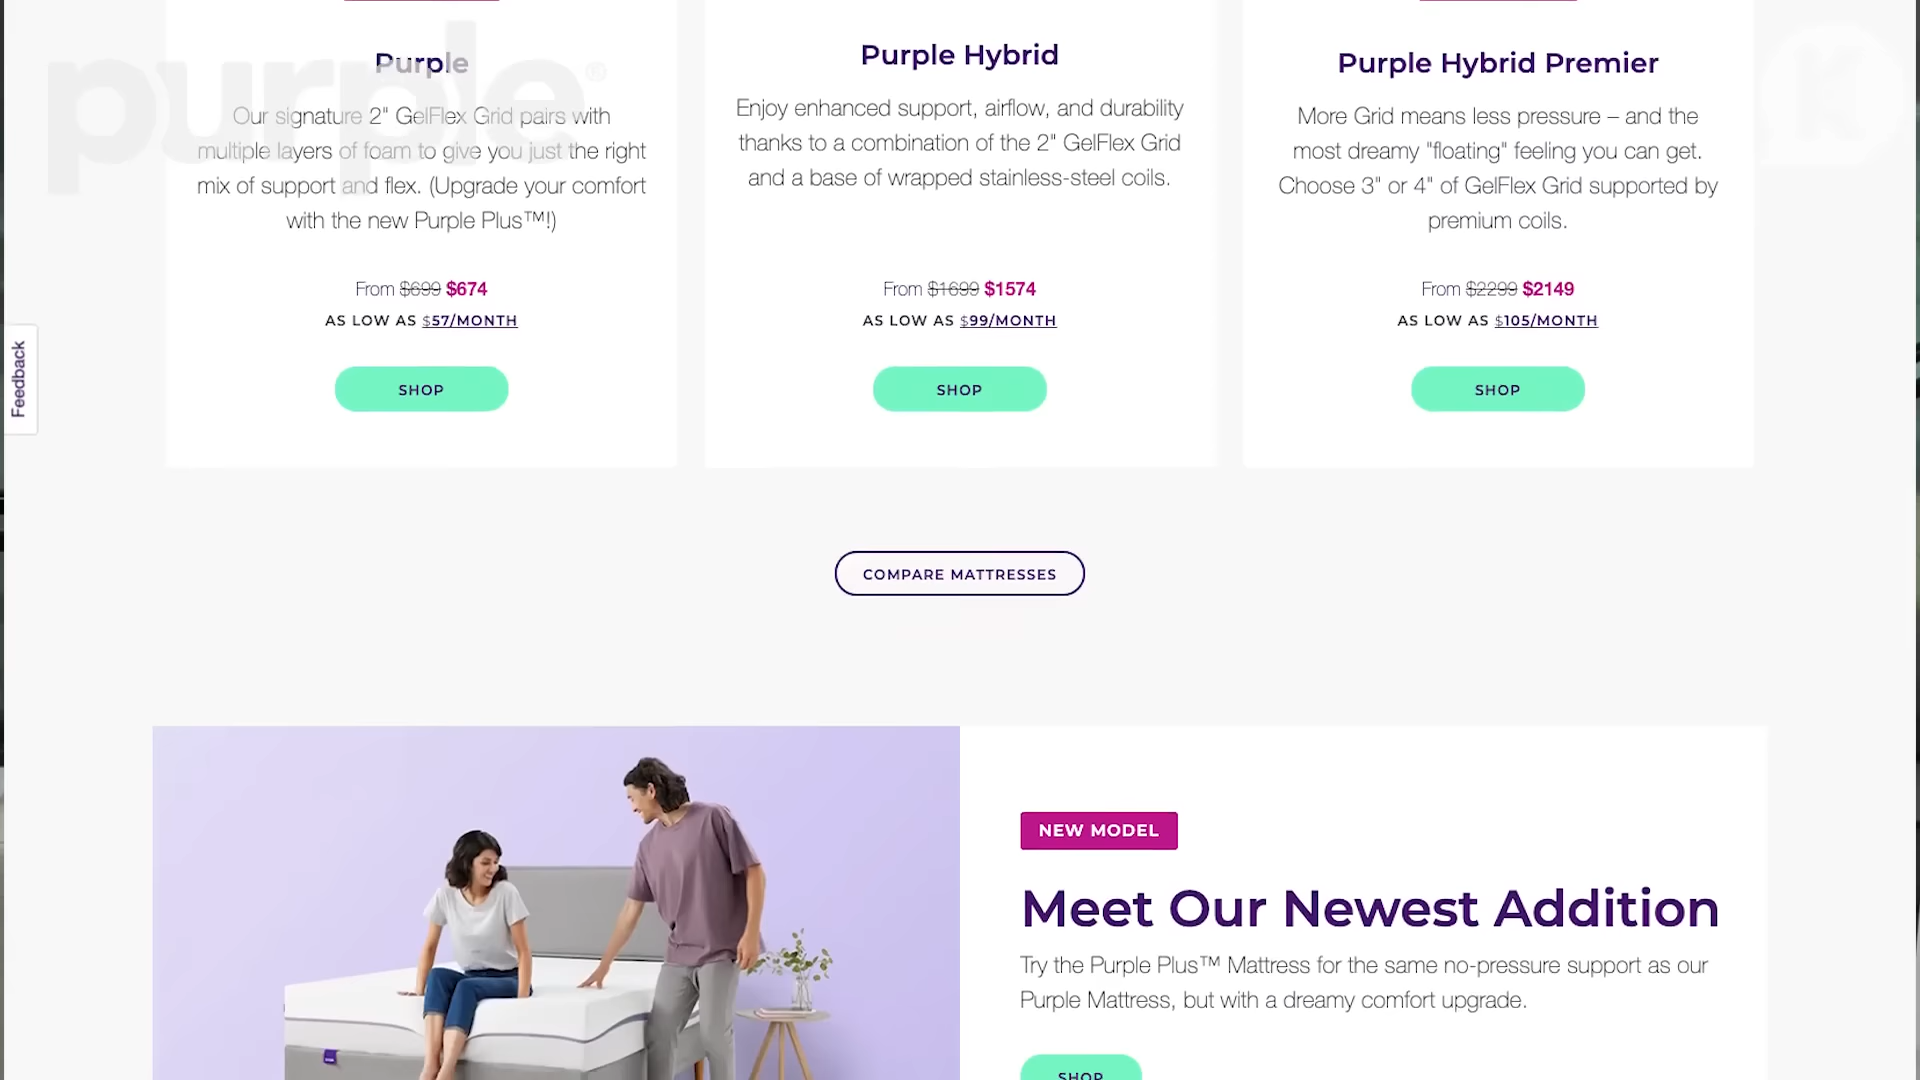 purple®
Purple
Our signature 2" GelFlex Grid pairs with
multiple layers of foam to give you just the right
mix of support and flex. (Upgrade your comfort
with the new Purple Plus™!)
From $699 $674
AS LOW AS $57/MONTH
SHOP
Purple Hybrid
Enjoy enhanced support, airflow, and durability
thanks to a combination of the 2" GelFlex Grid
and a base of wrapped stainless-steel coils.
From $1699 $1574
AS LOW AS $99/MONTH
SHOP
Purple Hybrid Premier
More Grid means less pressure – and the
most dreamy "floating" feeling you can get.
Choose 3" or 4" of GelFlex Grid supported by
premium coils.
From $2299 $2149
AS LOW AS $105/MONTH
SHOP
Feedback
COMPARE MATTRESSES
NEW MODEL
Meet Our Newest Addition
Try the Purple Plus™ Mattress for the same no-pressure support as our
Purple Mattress, but with a dreamy comfort upgrade.
SHOP